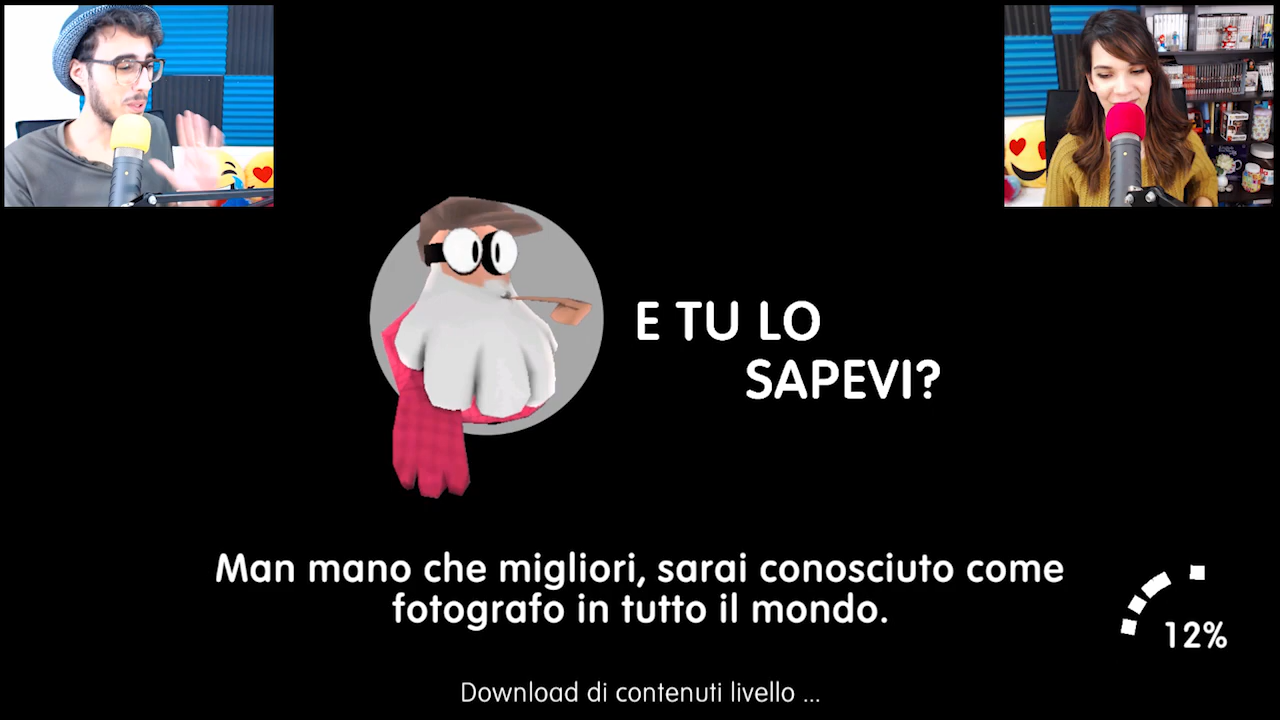 E TU LO
SAPEVI?
Man mano che migliori, sarai conosciuto come
fotografo in tutto il mondo.
12%
Download di contenuti livello ...